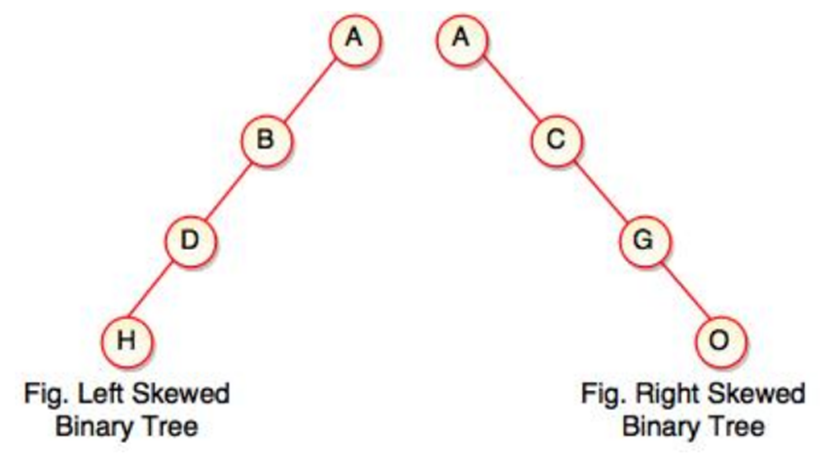 A
B
D
H
Fig. Left Skewed
Binary Tree
A
C
G
O
Fig. Right Skewed
Binary Tree